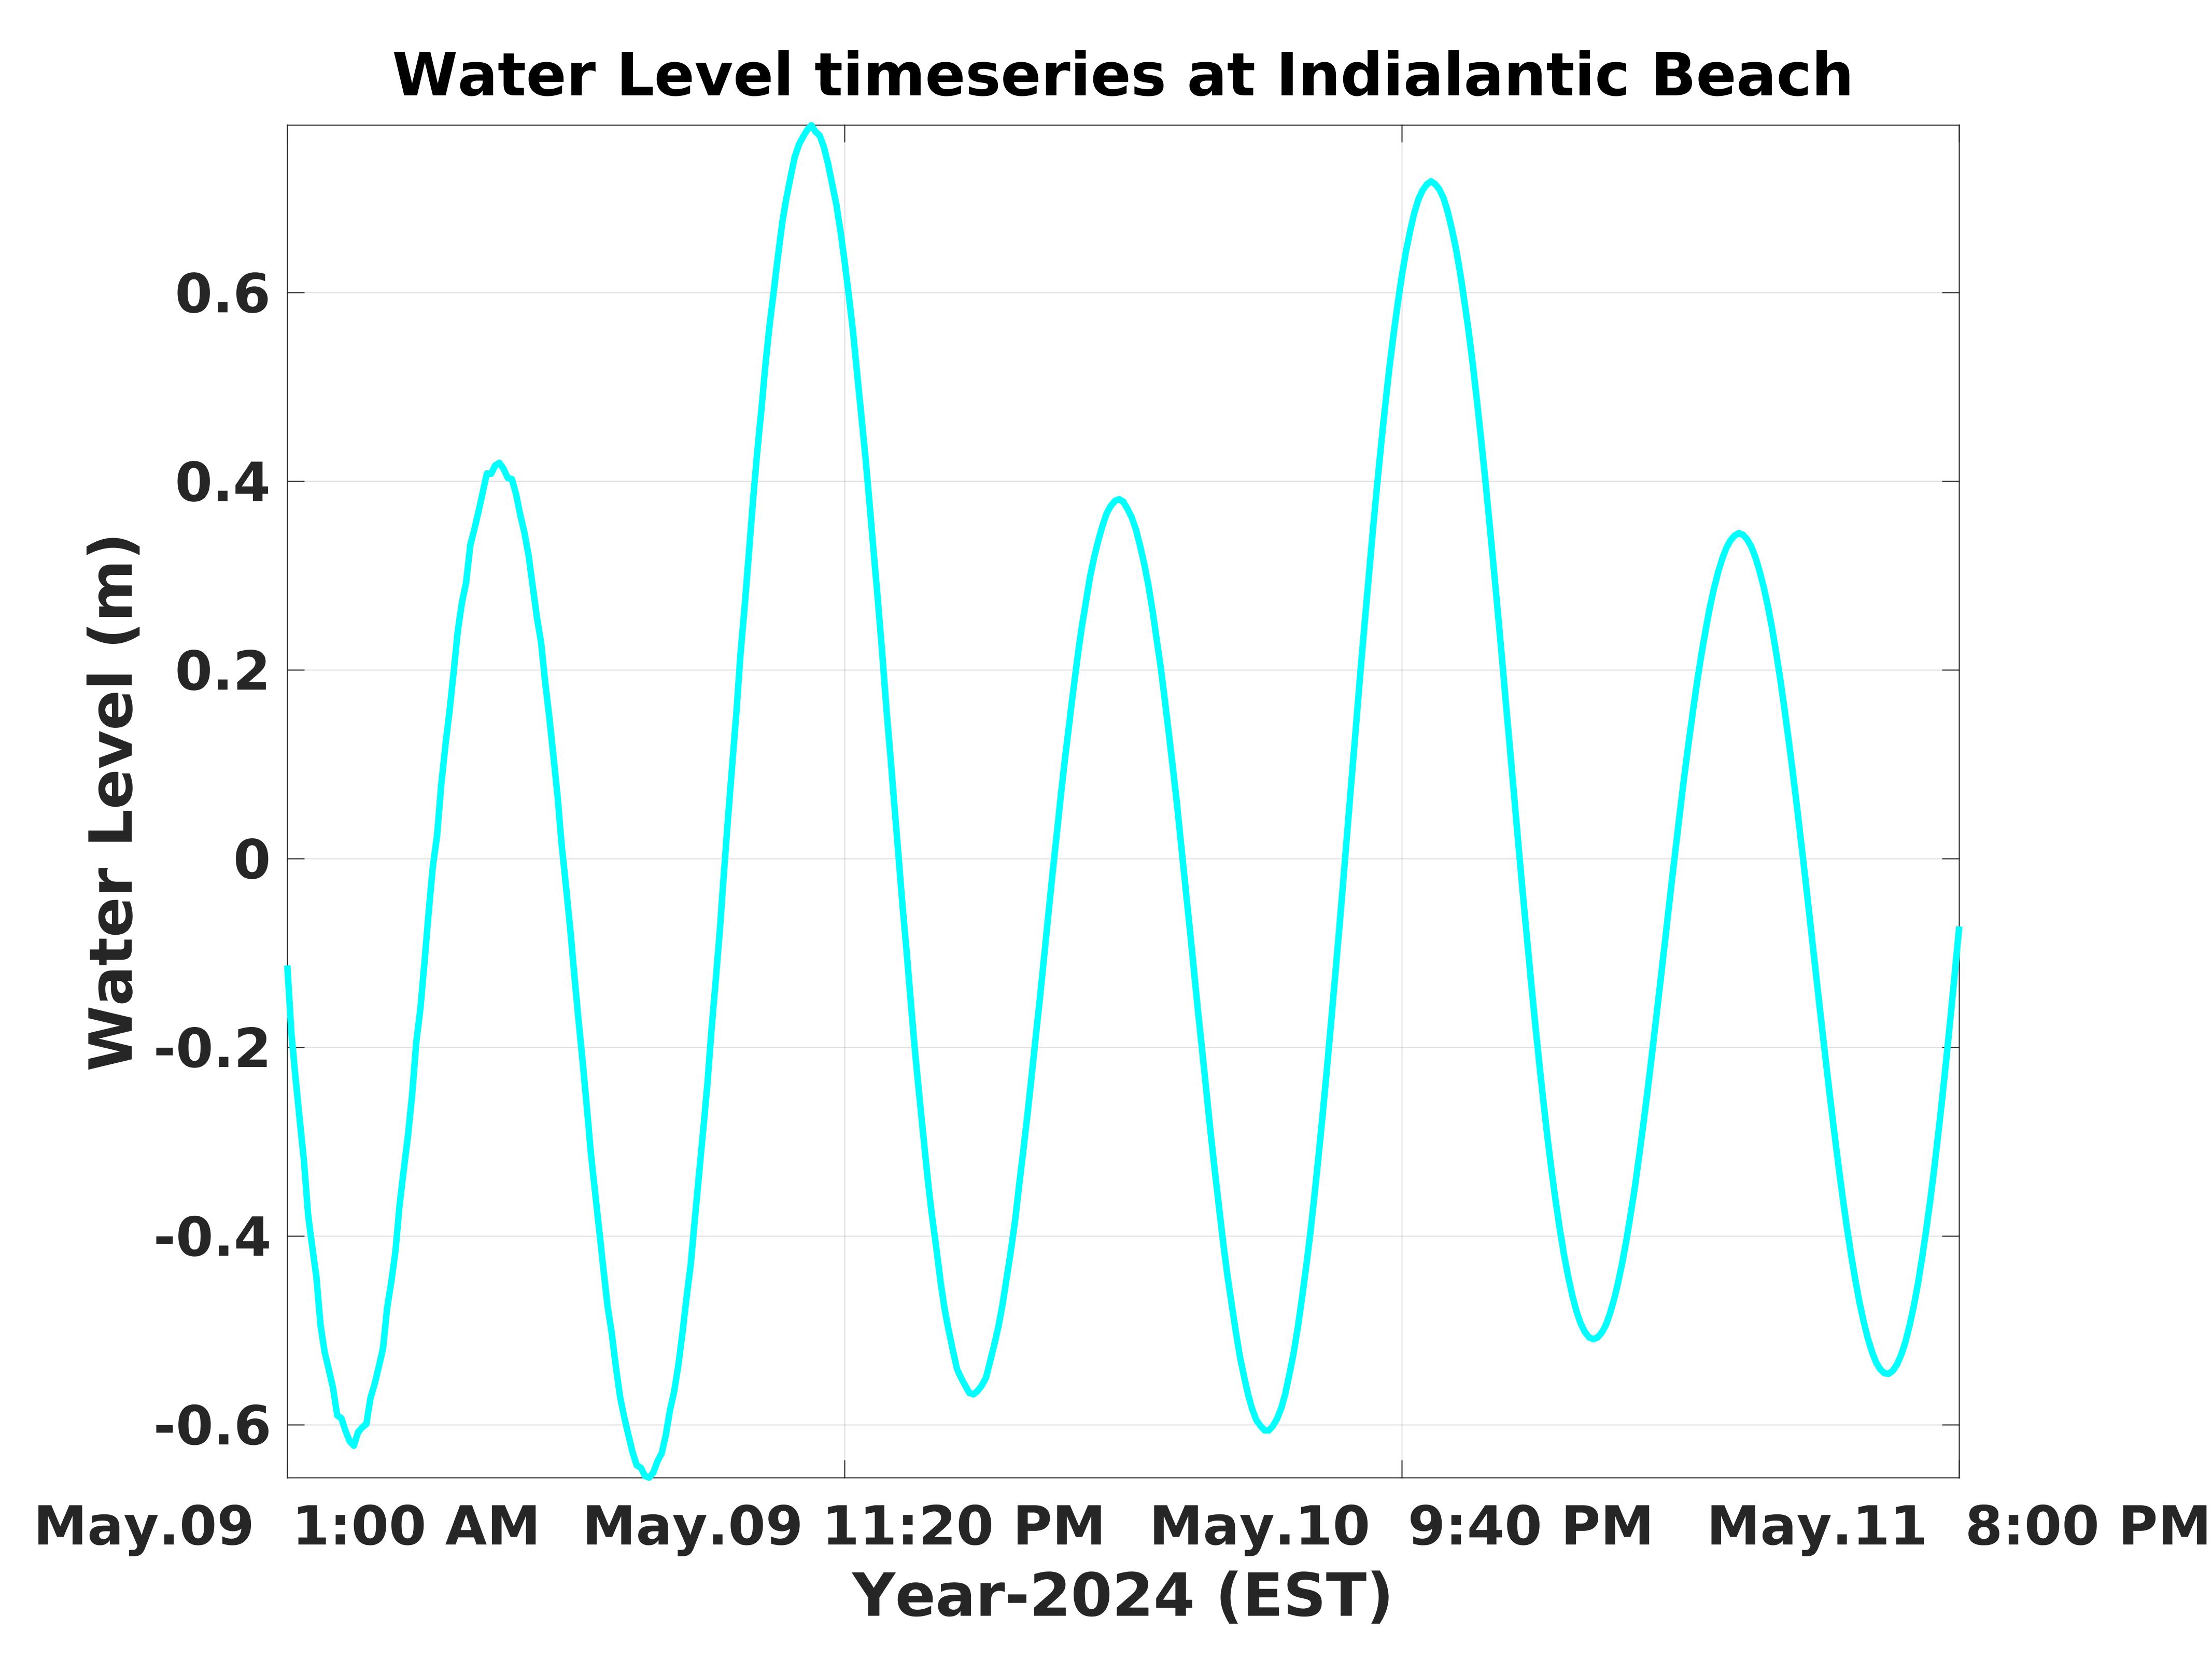 Water Level timeseries at Indialantic Beach
Water Level (m)
0.6
0.4
0.2
0
-0.2
-0.4
-0.6
May.09  1:00 AM
May.09 11:20 PM
May.10  9:40 PM
May.11  8:00 PM
Year-2024 (EST)